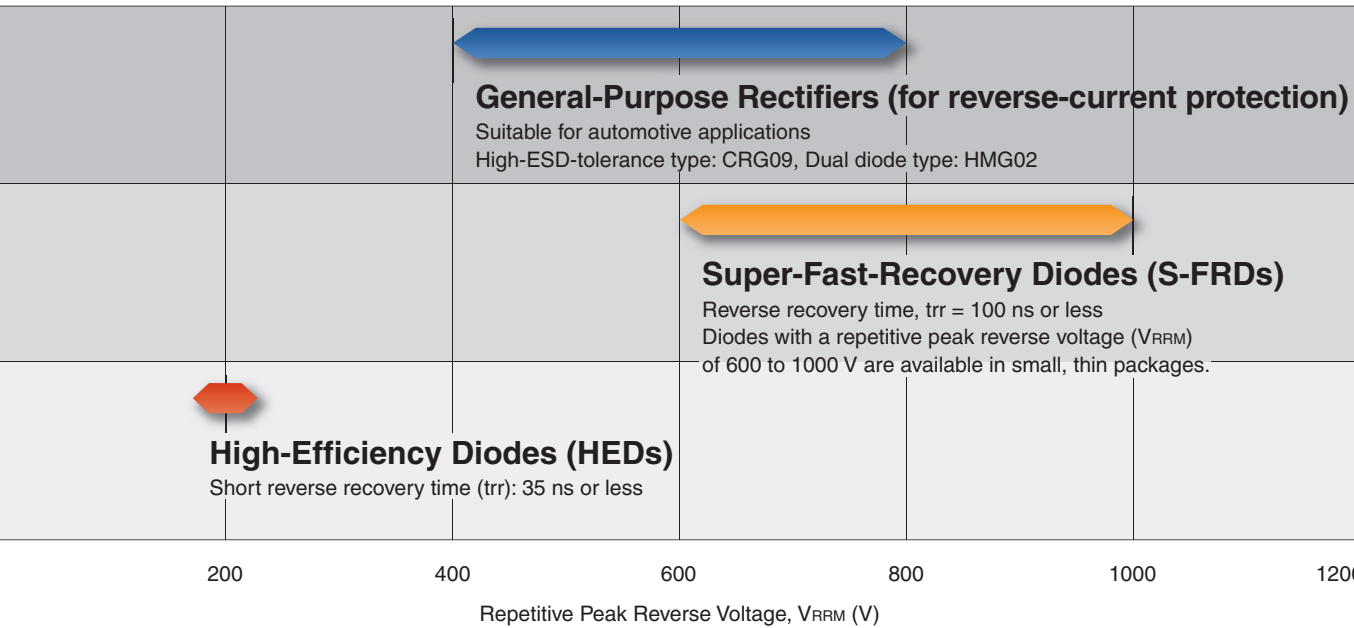 General-Purpose Rectifiers (for reverse-current protection)
Suitable for automotive applications
High-ESD-tolerance type: CRG09, Dual diode type: HMG02
Super-Fast-Recovery Diodes (S-FRDs)
Reverse recovery time, trr = 100 ns or less
Diodes with a repetitive peak reverse voltage (VRRM)
of 600 to 1000 V are available in small, thin packages.
High-Efficiency Diodes (HEDs)
Short reverse recovery time (trr): 35 ns or less
200 400 600 800 1000 1200
Repetitive Peak Reverse Voltage, VRRM (V)